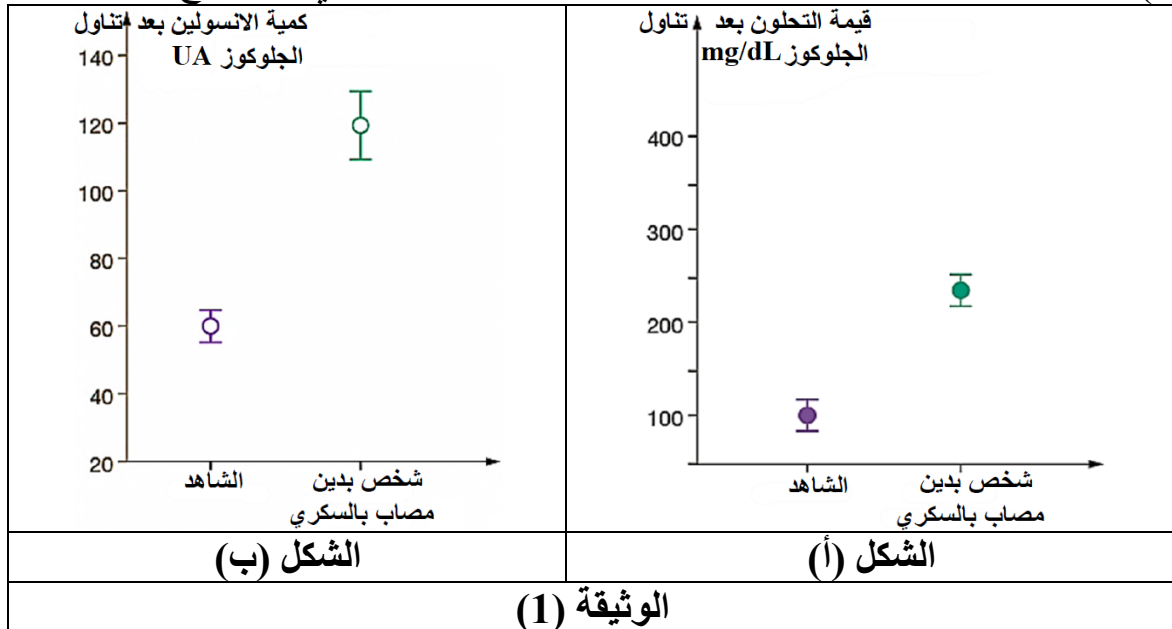 قيمة التحلون بعد تناول
الجلوكوز mg/dL
400
300
200
100
الشاهد
شخص بدين
مصاب بالسكري
الشكل (أ)
كمية الانسولين بعد تناول
الجلوكوز UA
140
120
100
80
60
40
20
الشاهد
شخص بدين
مصاب بالسكري
الشكل (ب)
الوثيقة (1)